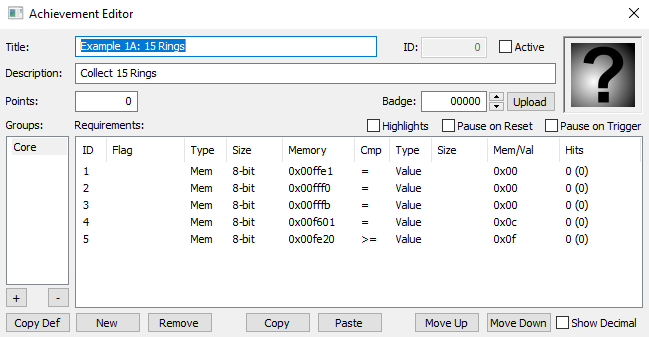 Achievement Editor
Title: Example 1A: 15 Rings ID: 0 Active
Description: Collect 15 Rings
Points: 0 Badge: 00000 Upload
Groups: Requirements: Highlights Pause on Reset Pause on Trigger
Core ID Flag Type Size Memory Cmp Type Size Mem/Val Hits
1 Mem 8-bit 0x00ffe1 = Value 0x00 0 (0)
2 Mem 8-bit 0x00fff0 = Value 0x00 0 (0)
3 Mem 8-bit 0x00fffb = Value 0x00 0 (0)
4 Mem 8-bit 0x00f601 = Value 0x0c 0 (0)
5 Mem 8-bit 0x00fe20 >= Value 0x0f 0 (0)
+ -
Copy Def New Remove Copy Paste Move Up Move Down Show Decimal